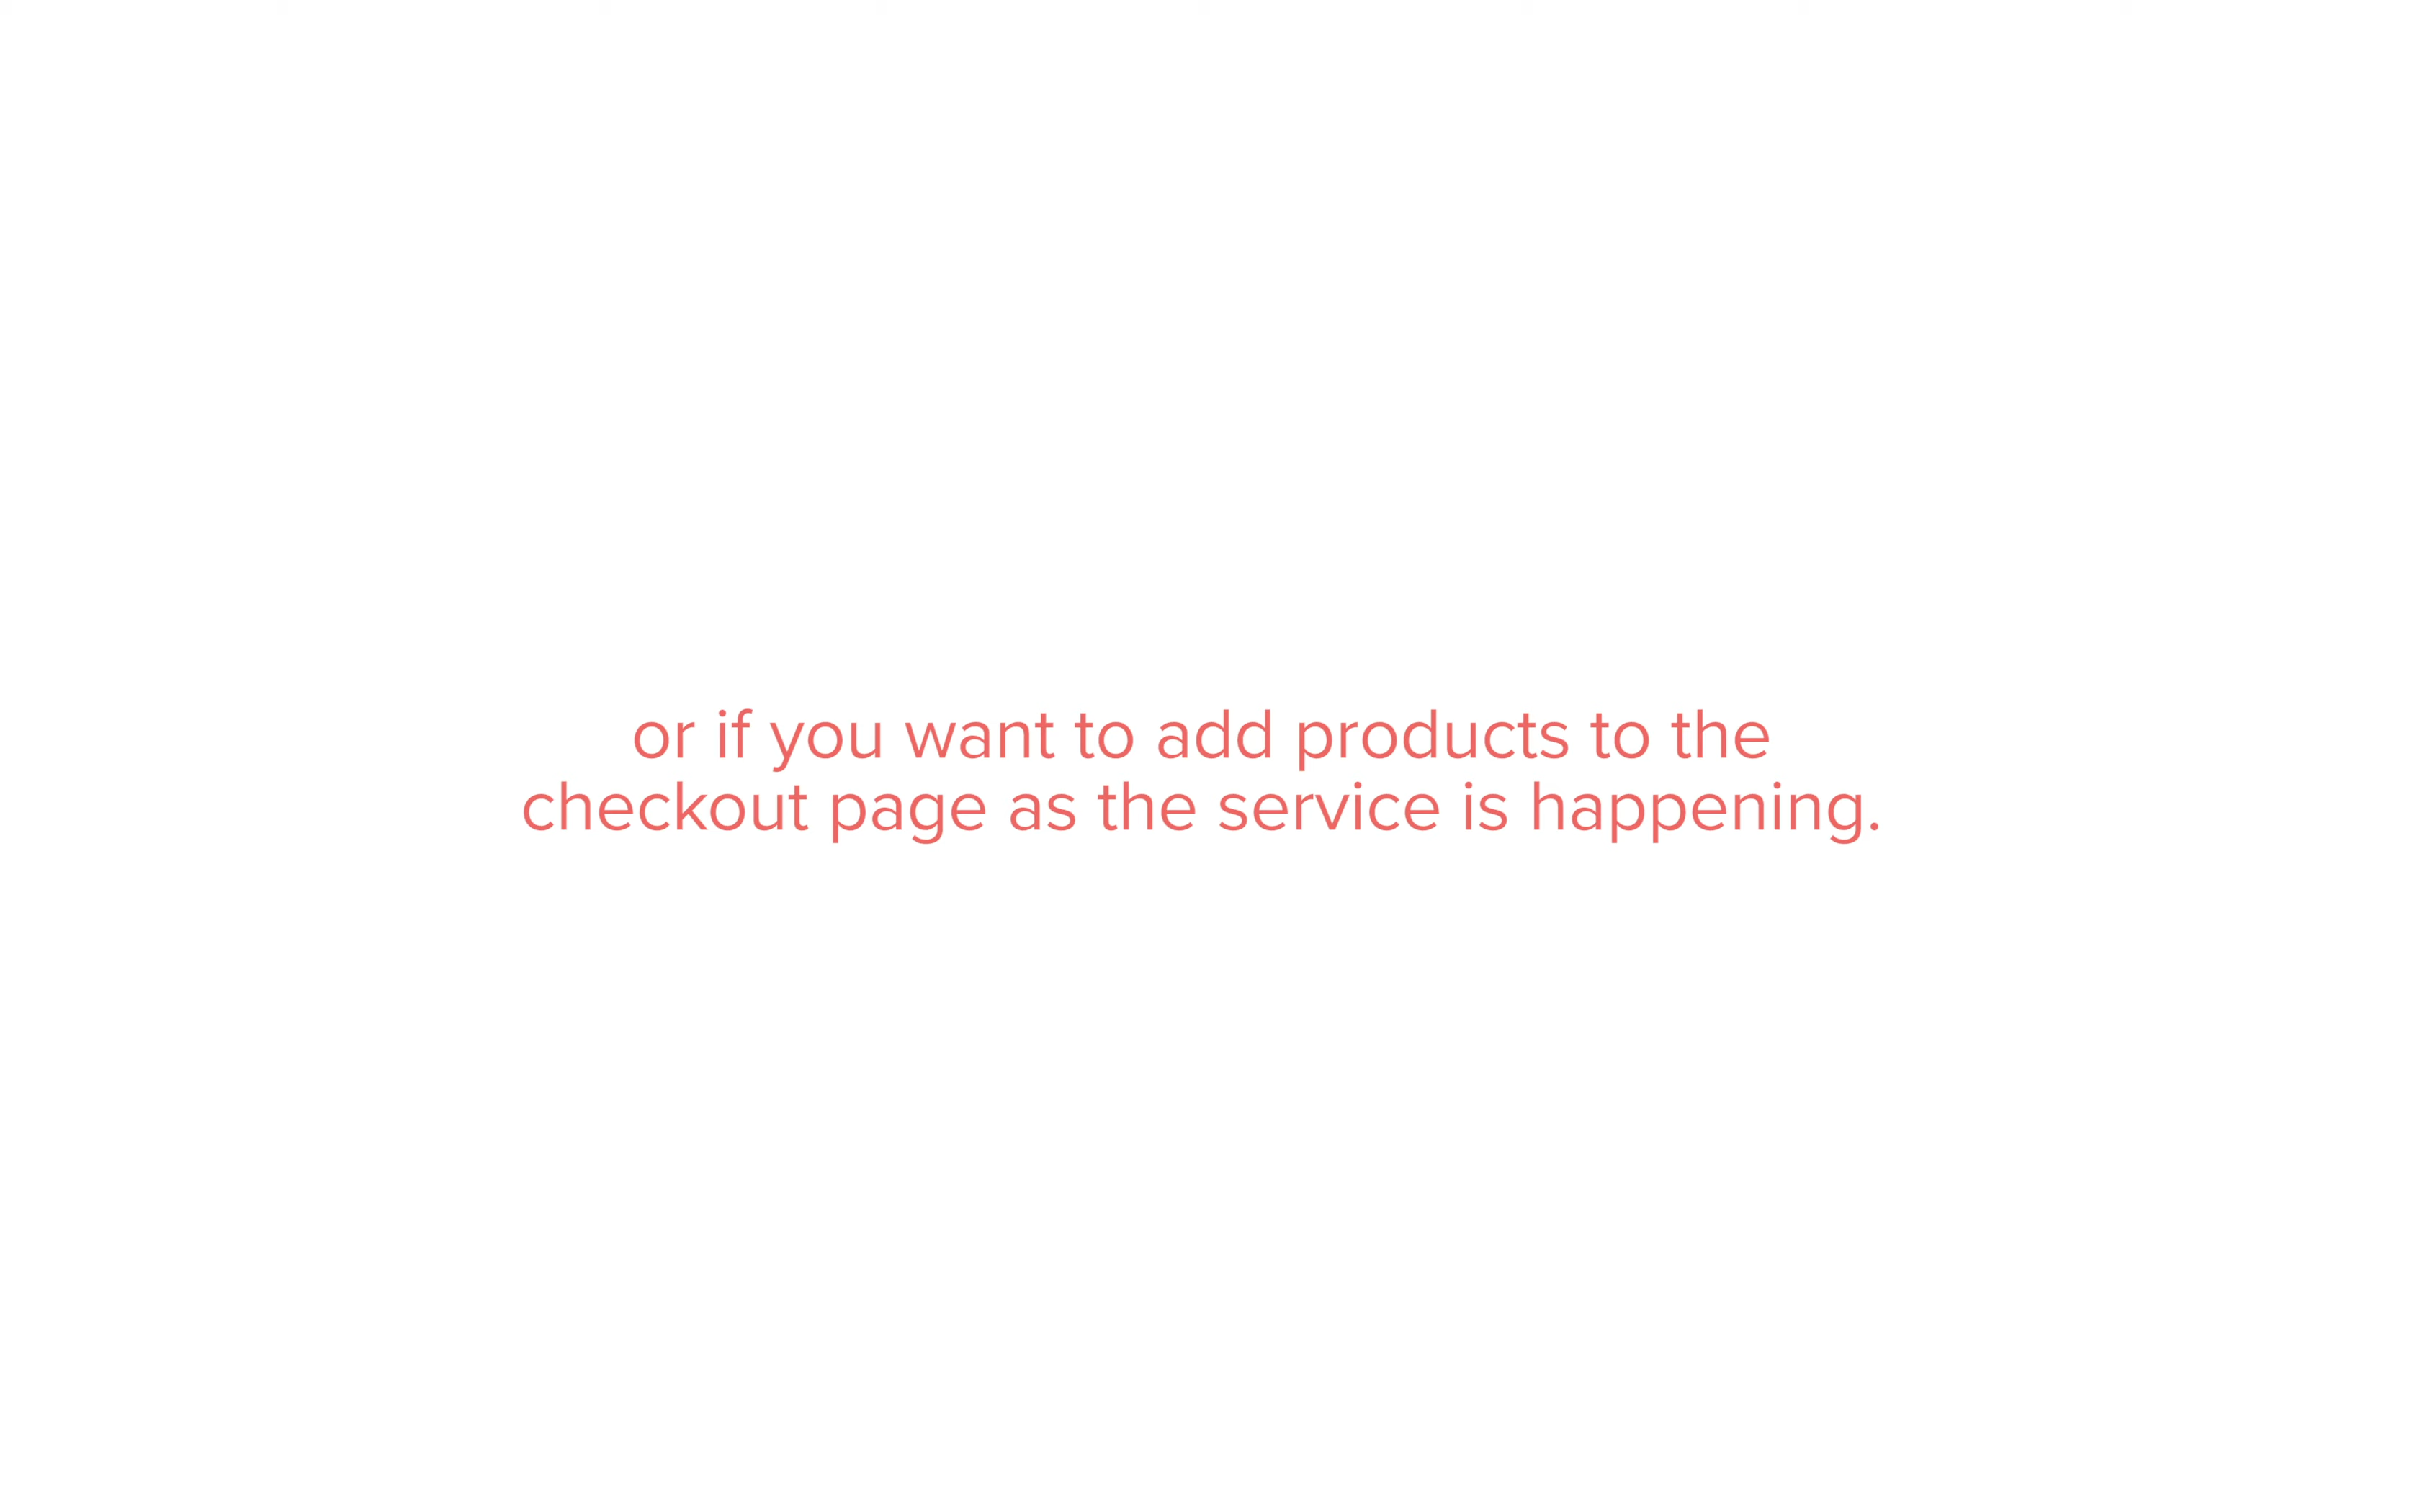 or if you want to add products to the
checkout page as the service is happening.